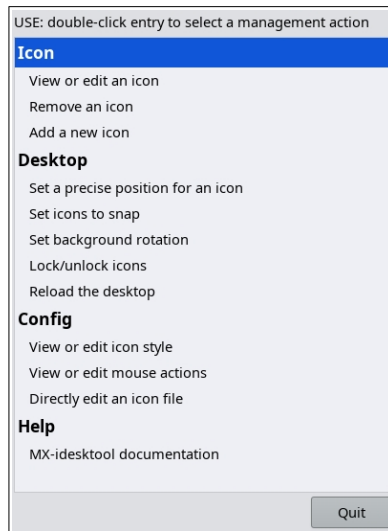 USE: double-click entry to select a management action
Icon
View or edit an icon
Remove an icon
Add a new icon
Desktop
Set a precise position for an icon
Set icons to snap
Set background rotation
Lock/unlock icons
Reload the desktop
Config
View or edit icon style
View or edit mouse actions
Directly edit an icon file
Help
MX-idesktool documentation
Quit